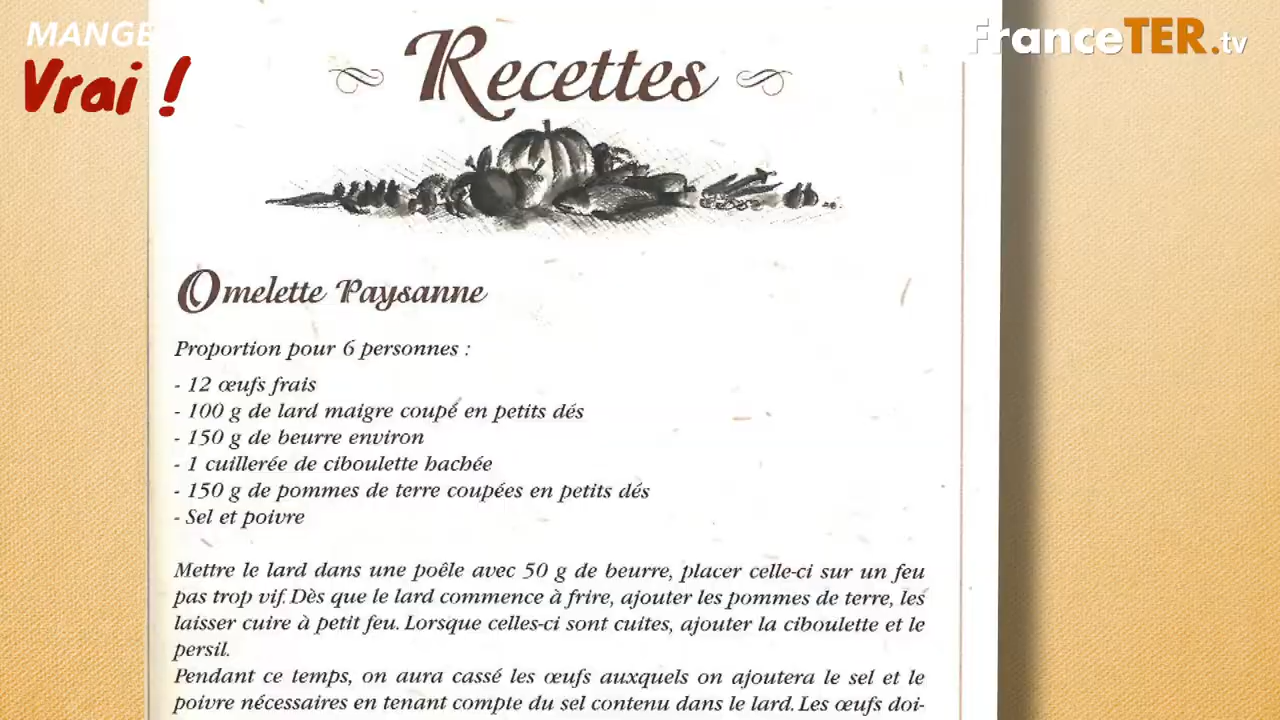 MANGE
Vrai !
FranceTER.tv
Recettes
Omelette Paysanne
Proportion pour 6 personnes :
- 12 œufs frais
- 100 g de lard maigre coupé en petits dés
- 150 g de beurre environ
- 1 cuillerée de ciboulette hachée
- 150 g de pommes de terre coupées en petits dés
- Sel et poivre
Mettre le lard dans une poêle avec 50 g de beurre, placer celle-ci sur un feu
pas trop vif. Dès que le lard commence à frire, ajouter les pommes de terre, les
laisser cuire à petit feu. Lorsque celles-ci sont cuites, ajouter la ciboulette et le
persil.
Pendant ce temps, on aura cassé les œufs auxquels on ajoutera le sel et le
poivre nécessaires en tenant compte du sel contenu dans le lard. Les œufs doi-